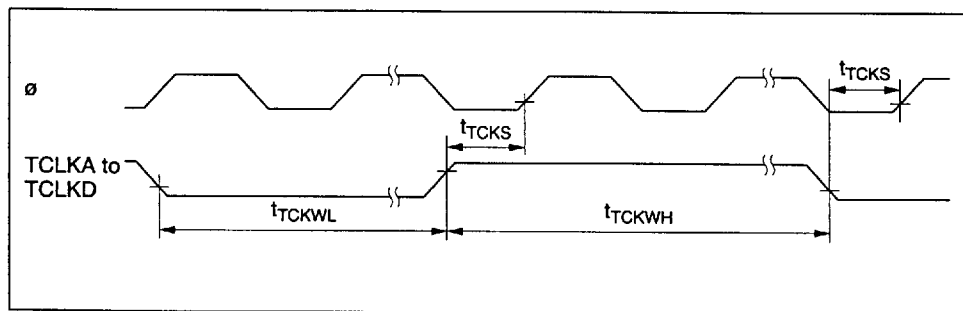 ø
tTCKS
tTCKS
TCLKA to
TCLKD
tTCKWL
tTCKWH